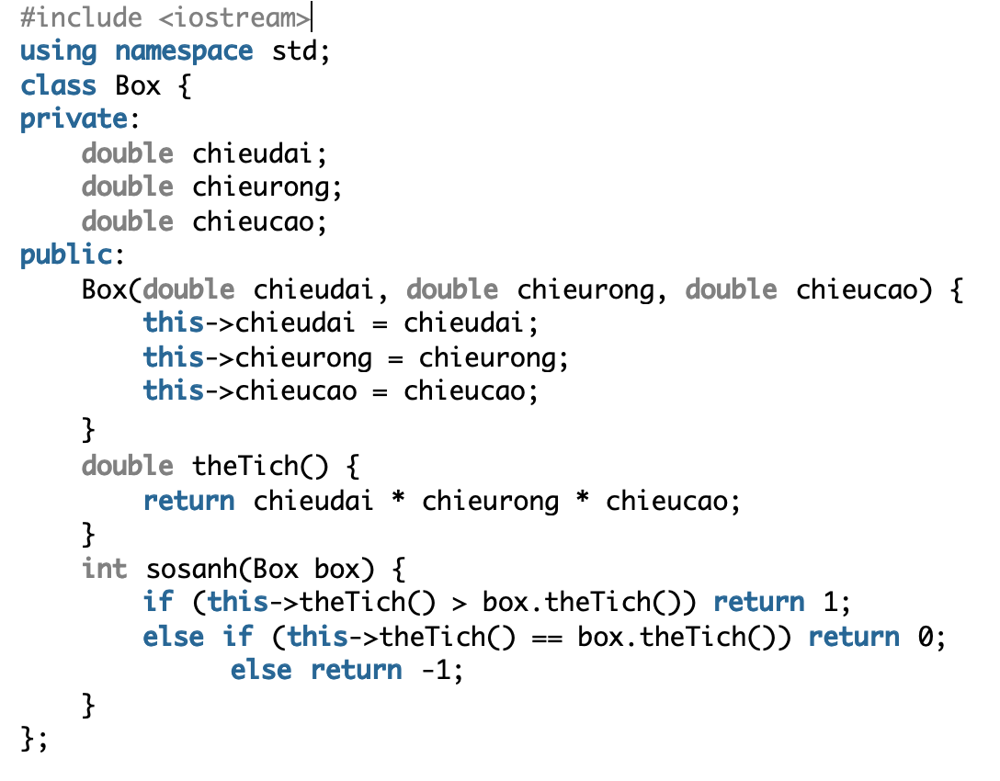 #include <iostream>
using namespace std;
class Box {
private:
    double chieudai;
    double chieurong;
    double chieucao;
public:
    Box(double chieudai, double chieurong, double chieucao) {
        this->chieudai = chieudai;
        this->chieurong = chieurong;
        this->chieucao = chieucao;
    }
    double theTich() {
        return chieudai * chieurong * chieucao;
    }
    int sosanh(Box box) {
        if (this->theTich() > box.theTich()) return 1;
        else if (this->theTich() == box.theTich()) return 0;
              else return -1;
    }
};